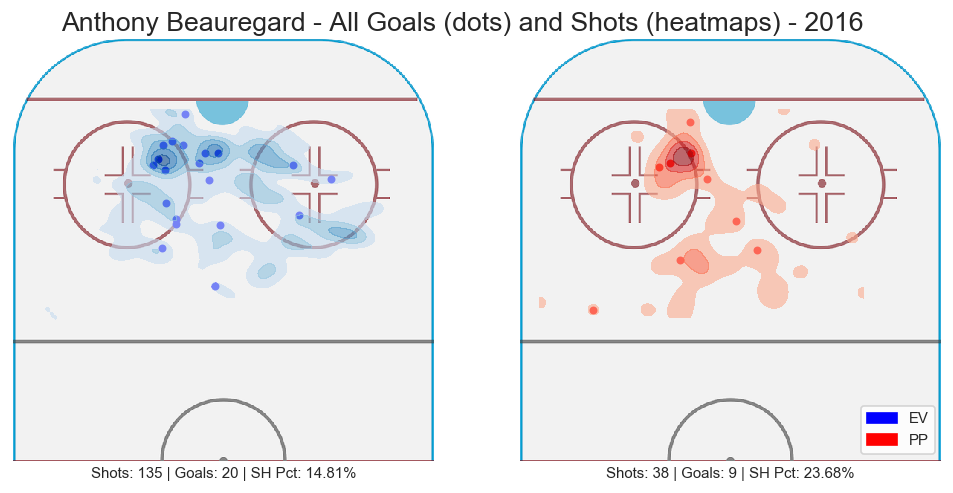 Anthony Beauregard - All Goals (dots) and Shots (heatmaps) - 2016
EV
PP
Shots: 135 | Goals: 20 | SH Pct: 14.81%
Shots: 38 | Goals: 9 | SH Pct: 23.68%